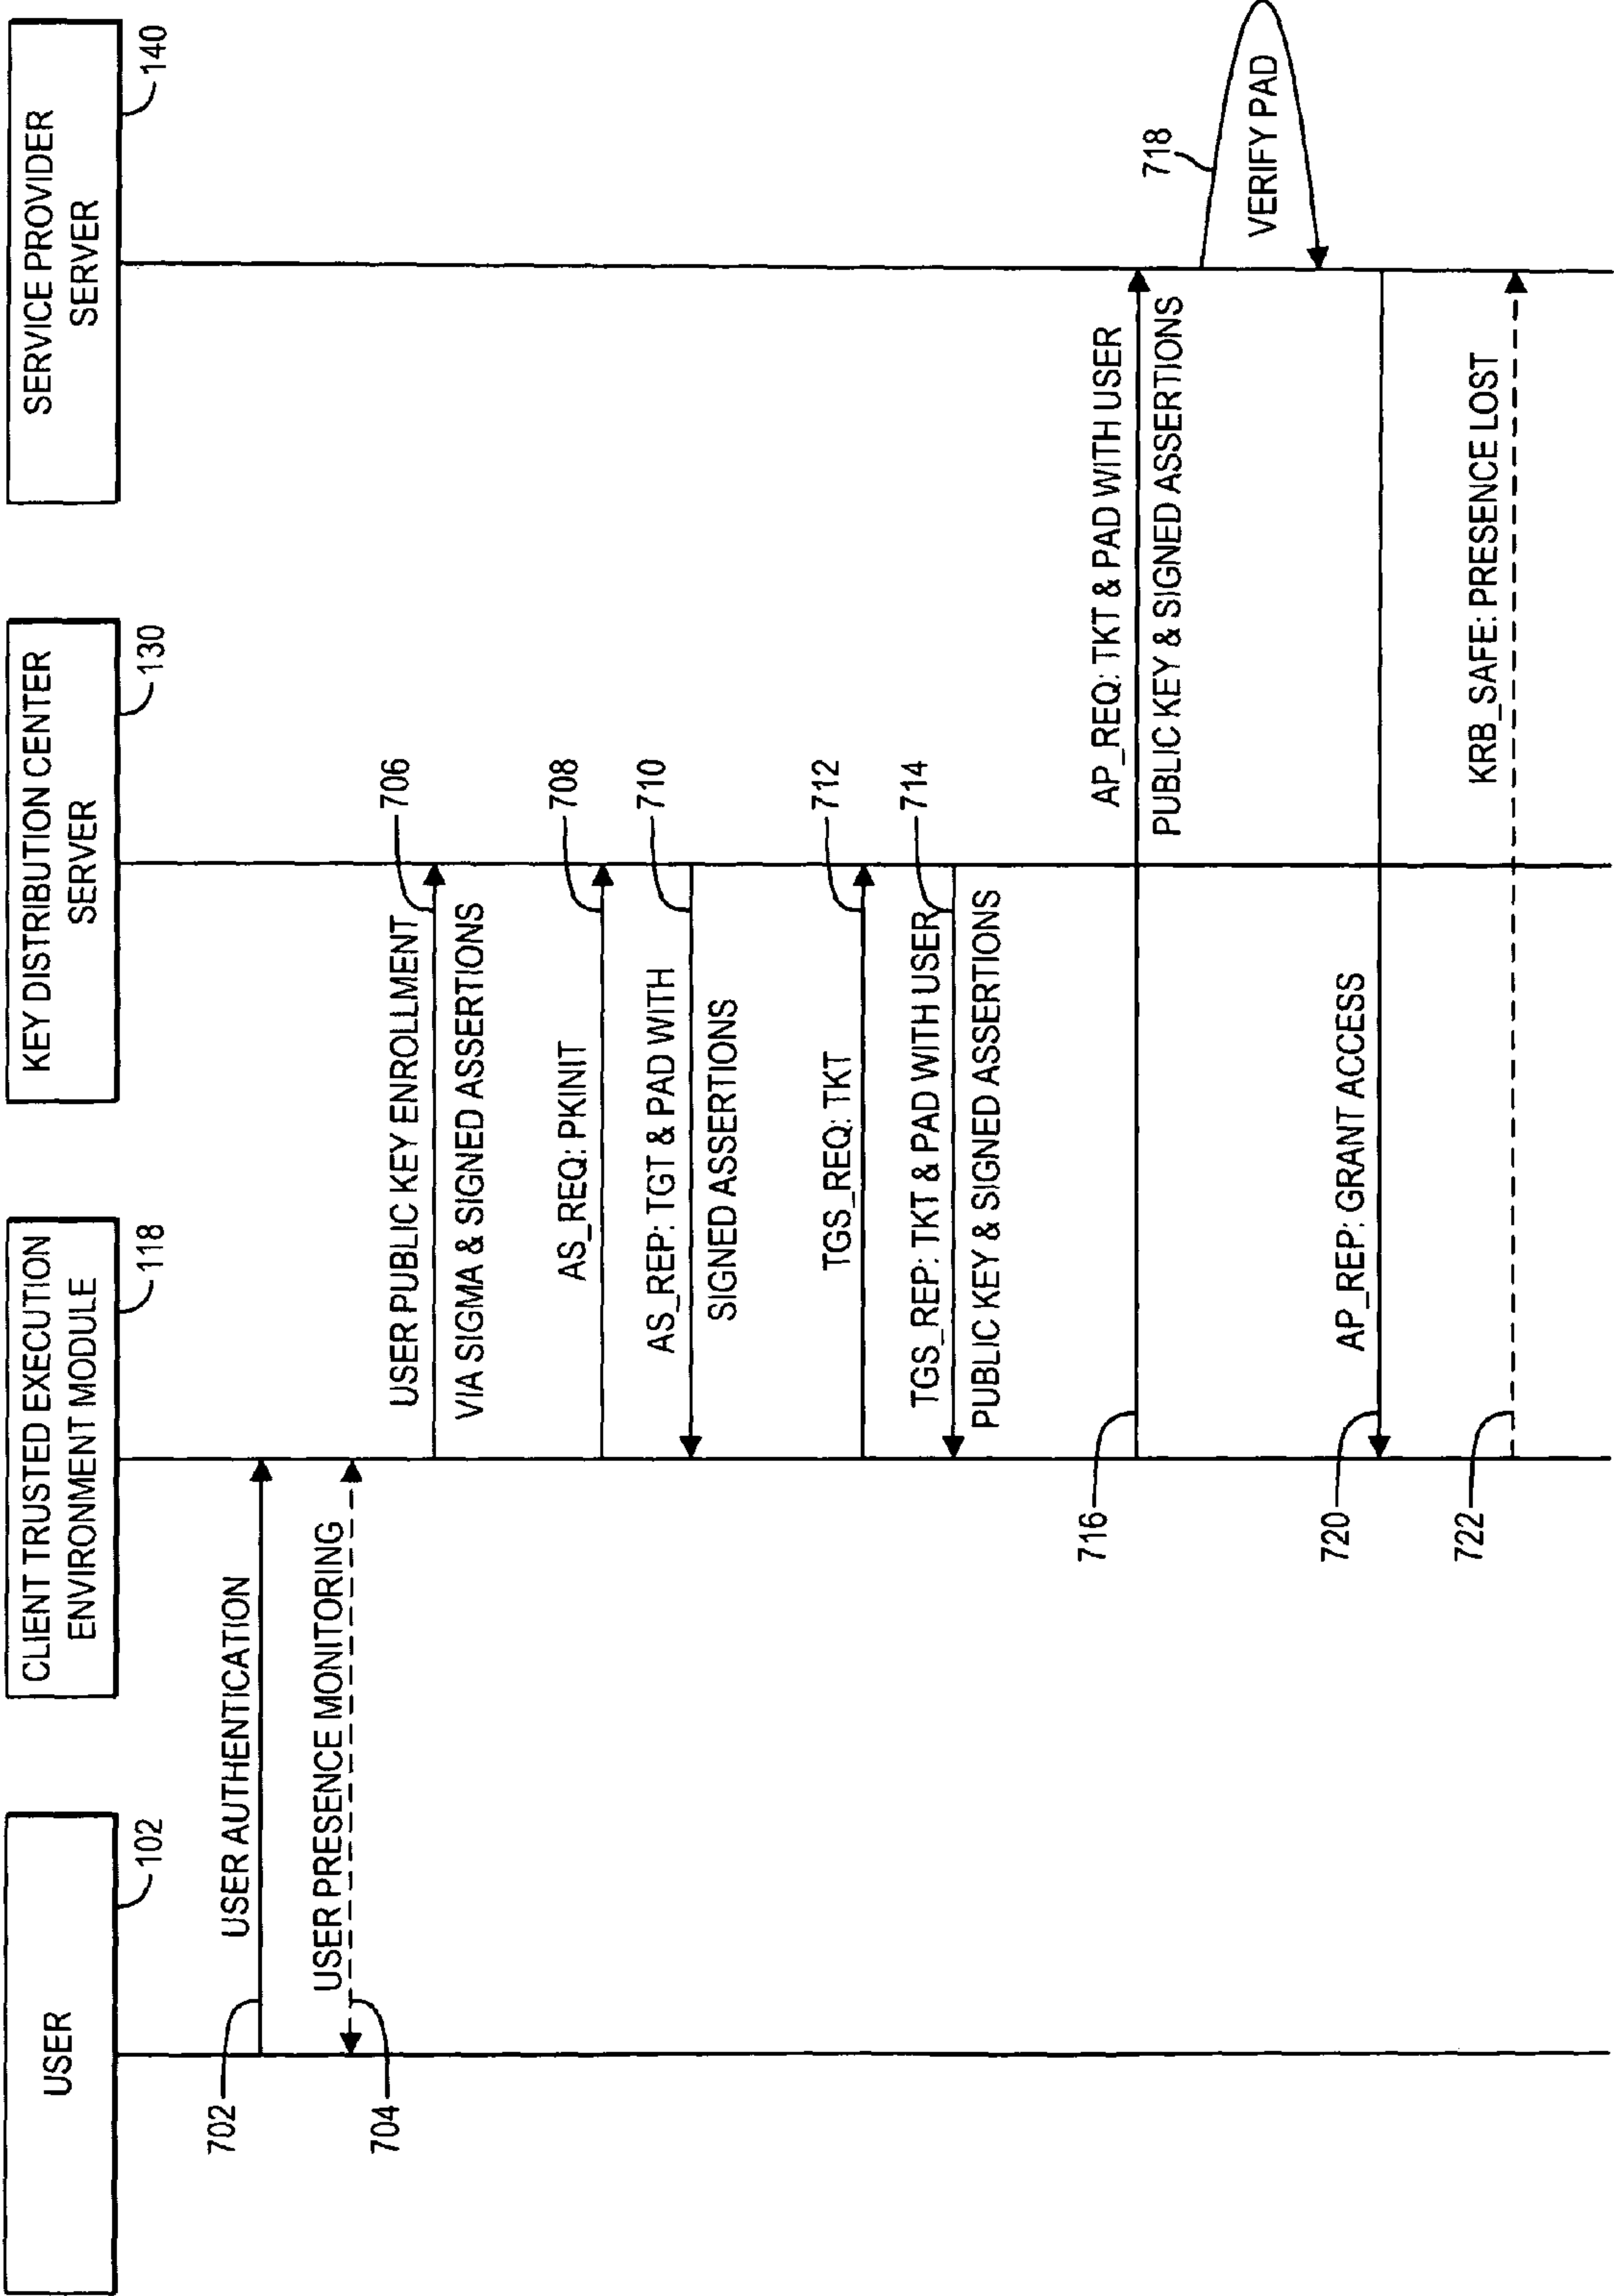 USER
102
CLIENT TRUSTED EXECUTION
ENVIRONMENT MODULE
118
KEY DISTRIBUTION CENTER
SERVER
130
SERVICE PROVIDER
SERVER
140
702
USER AUTHENTICATION
USER PRESENCE MONITORING
704
706
USER PUBLIC KEY ENROLLMENT
VIA SIGMA & SIGNED ASSERTIONS
708
AS_REQ: PKINIT
710
AS_REP: TGT & PAD WITH
SIGNED ASSERTIONS
712
TGS_REQ: TKT
714
TGS_REP: TKT & PAD WITH USER
PUBLIC KEY & SIGNED ASSERTIONS
716
AP_REQ: TKT & PAD WITH USER
PUBLIC KEY & SIGNED ASSERTIONS
718
VERIFY PAD
720
AP_REP: GRANT ACCESS
722
KRB_SAFE: PRESENCE LOST